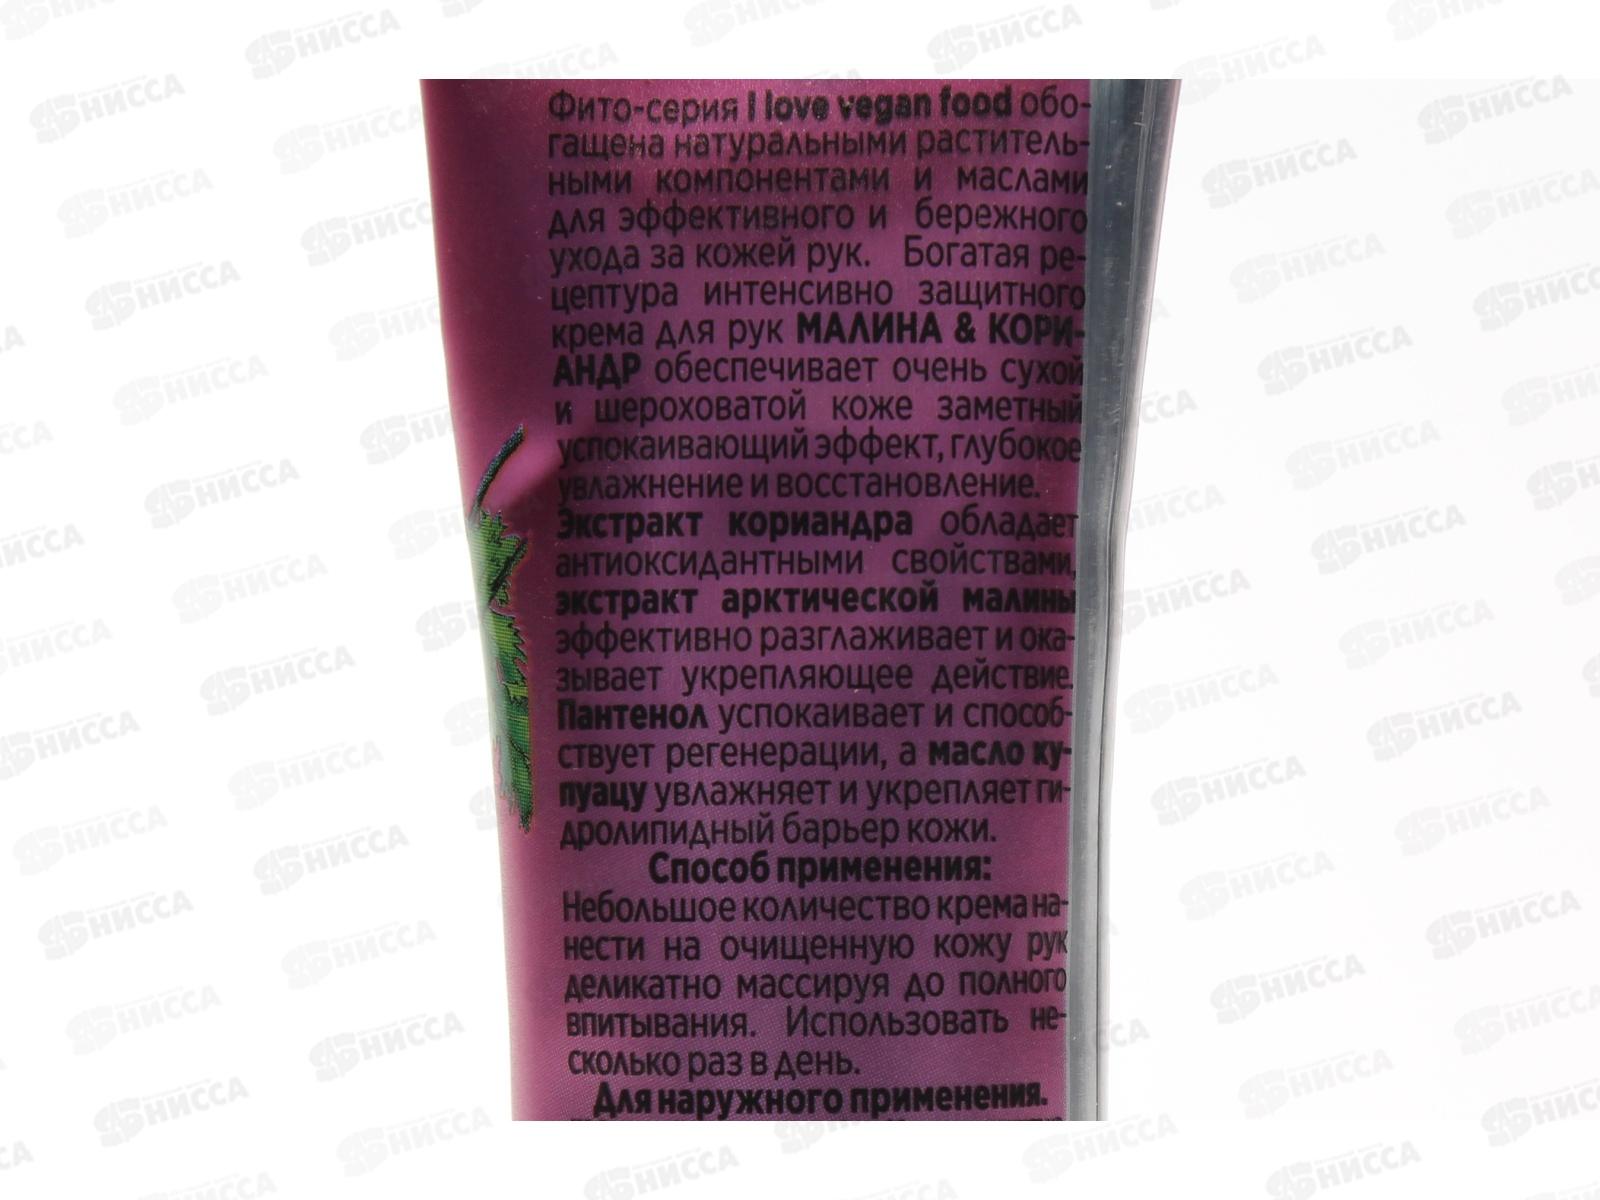 Фито-серия I love vegan food обо-
гащена натуральными раститель-
ными компонентами и маслами
для эффективного и бережного
ухода за кожей рук. Богатая ре-
цептура интенсивно защитного
крема для рук МАЛИНА & КОРИ-
АНДР обеспечивает очень сухой
и шероховатой коже заметный
успокаивающий эффект, глубокое
увлажнение и восстановление.
Экстракт кориандра обладает
антиоксидантными свойствами,
экстракт арктической малины
эффективно разглаживает и ока-
зывает укрепляющее действие.
Пантенол успокаивает и способ-
ствует регенерации, а масло ку-
пуацу увлажняет и укрепляет ги-
дролипидный барьер кожи.
Способ применения:
Небольшое количество крема на-
нести на очищенную кожу рук
деликатно массируя до полного
впитывания. Использовать не-
сколько раз в день.
Для наружного применения.
НИССА